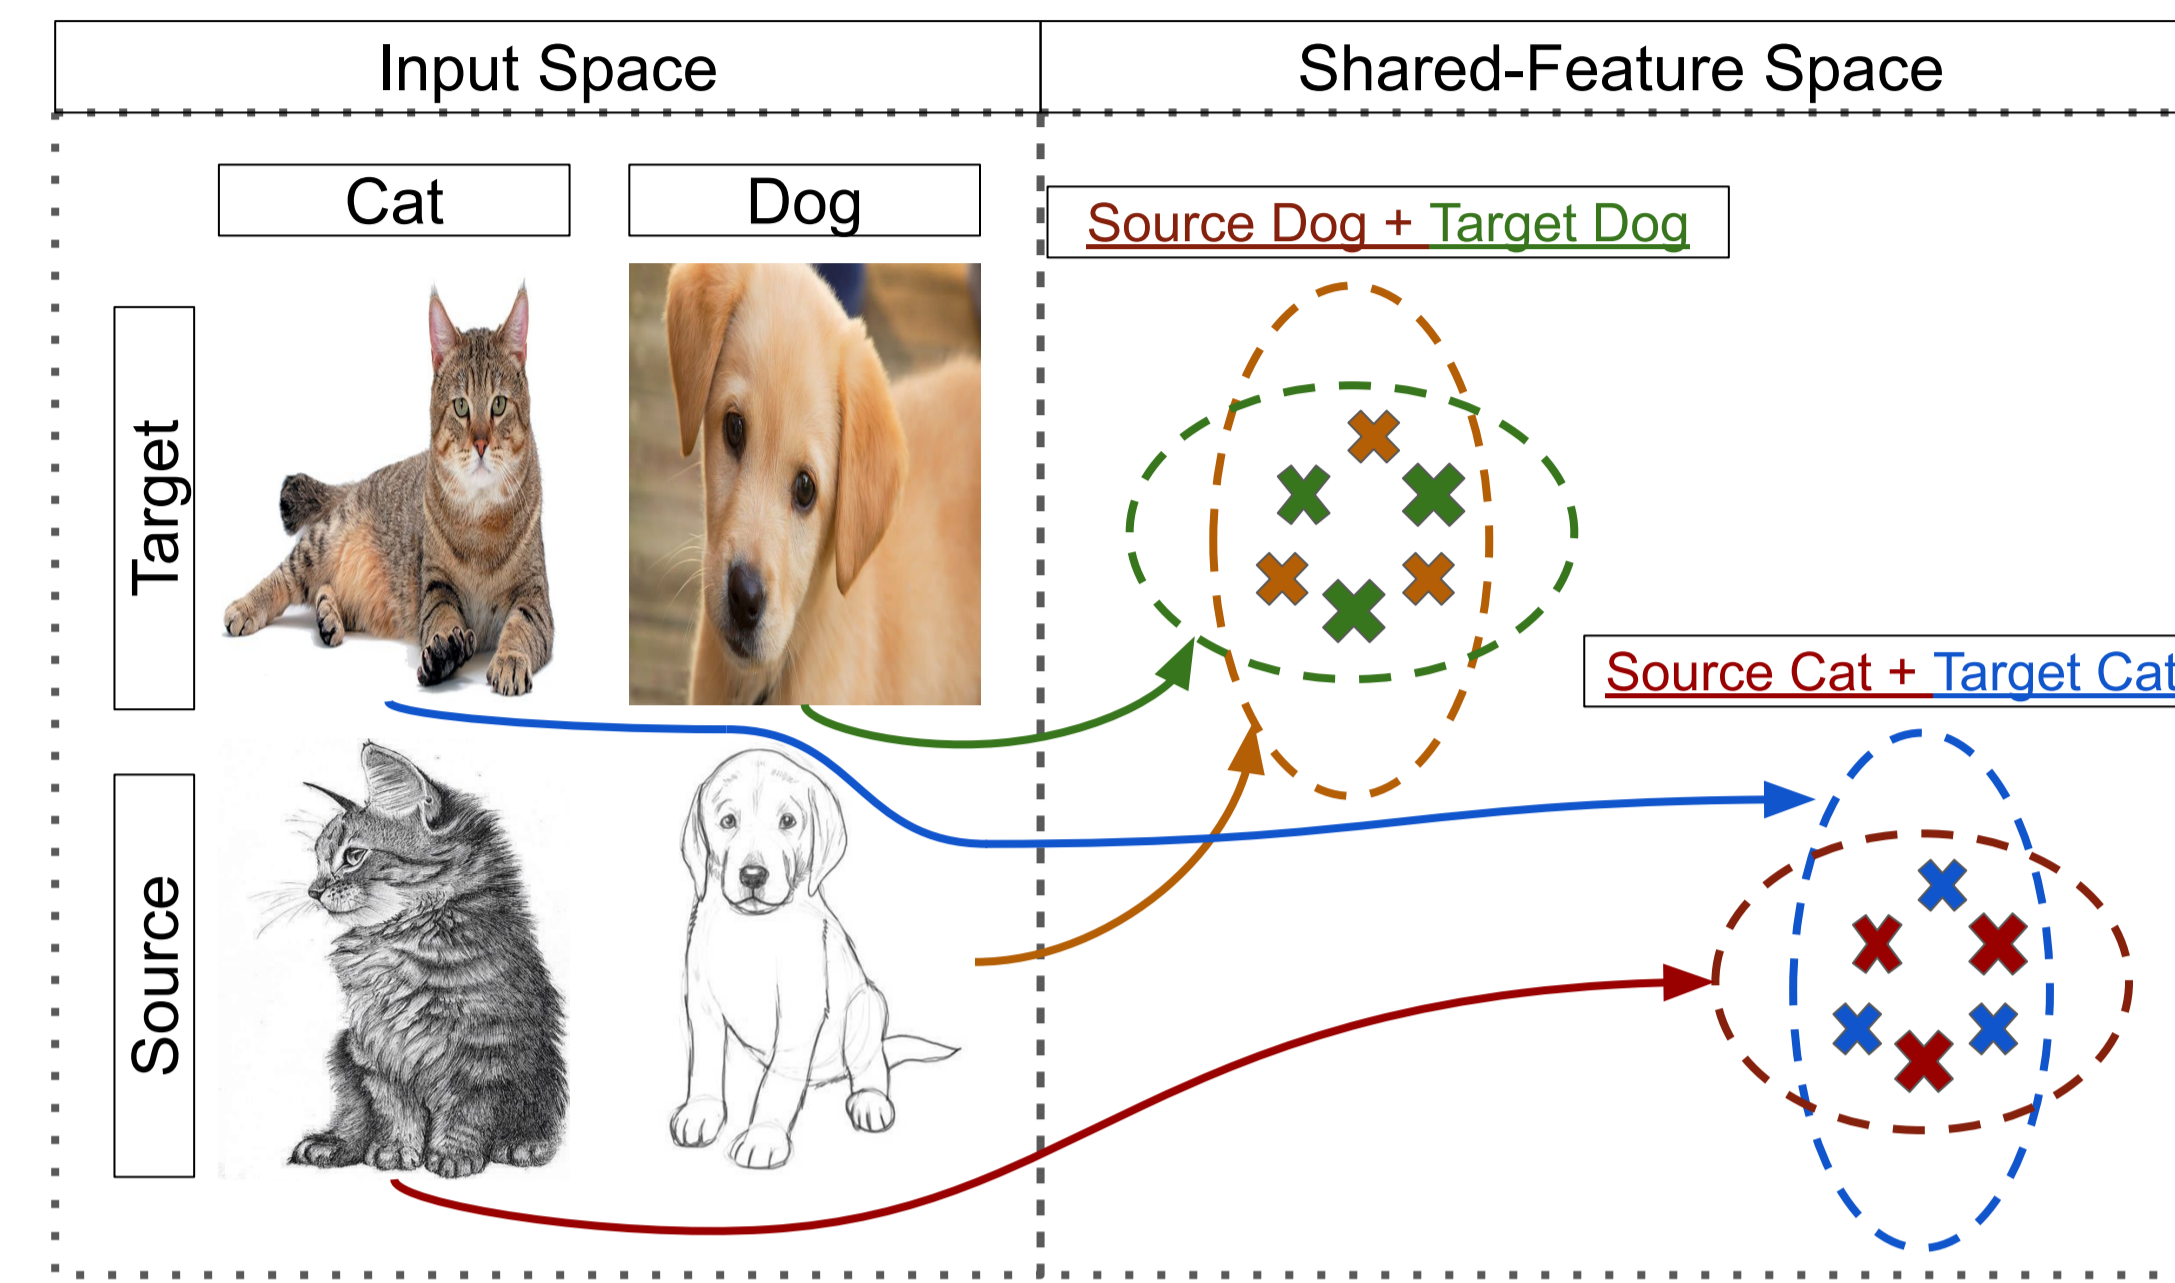 Input Space
Shared-Feature Space
Cat
Dog
Source Dog + Target Dog
Target
Source Cat + Target Cat
Source